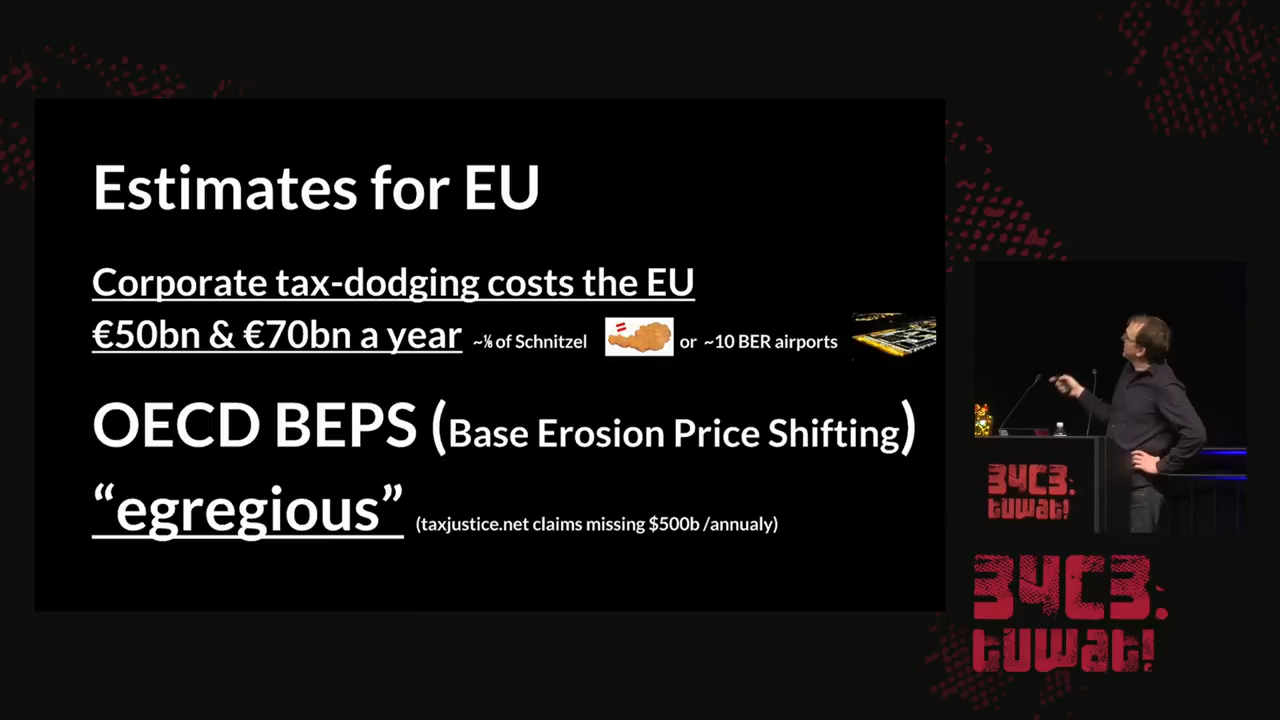 Estimates for EU
Corporate tax-dodging costs the EU
€50bn & €70bn a year ~⅙ of Schnitzel or ~10 BER airports
OECD BEPS (Base Erosion Price Shifting)
“egregious” (taxjustice.net claims missing $500b /annualy)
34C3.
tuwat!
34C3.
tuwat!